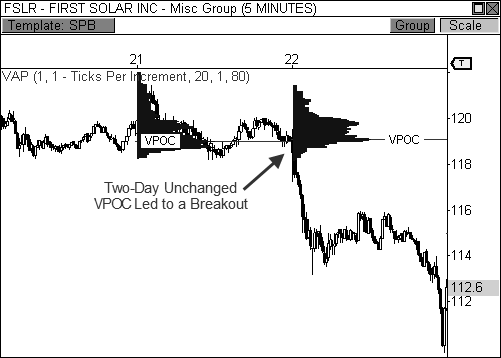 FSLR - FIRST SOLAR INC - Misc Group (5 MINUTES)
Template: SPB Group Scale
21 22 T
VAP (1, 1 - Ticks Per Increment, 20, 1, 80)
120
VPOC VPOC
118
Two-Day Unchanged
VPOC Led to a Breakout
116
114
112.6
112